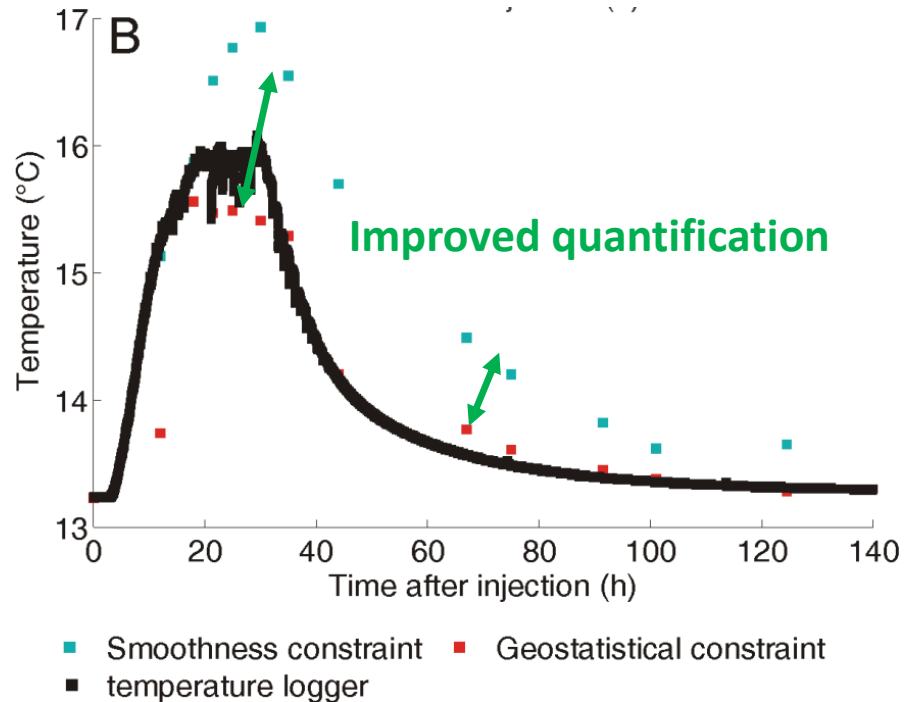 B
17
16
15
14
13
Temperature (°C)
Improved quantification
0 20 40 60 80 100 120 140
Time after injection (h)
Smoothness constraint Geostatistical constraint
temperature logger